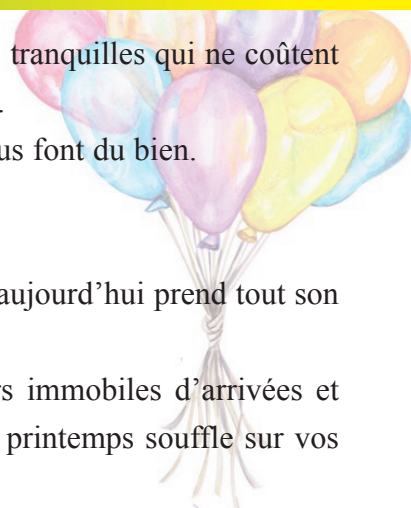 tranquilles qui ne coûtent
.
us font du bien.
aujourd’hui prend tout son
rs immobiles d’arrivées et
printemps souffle sur vos